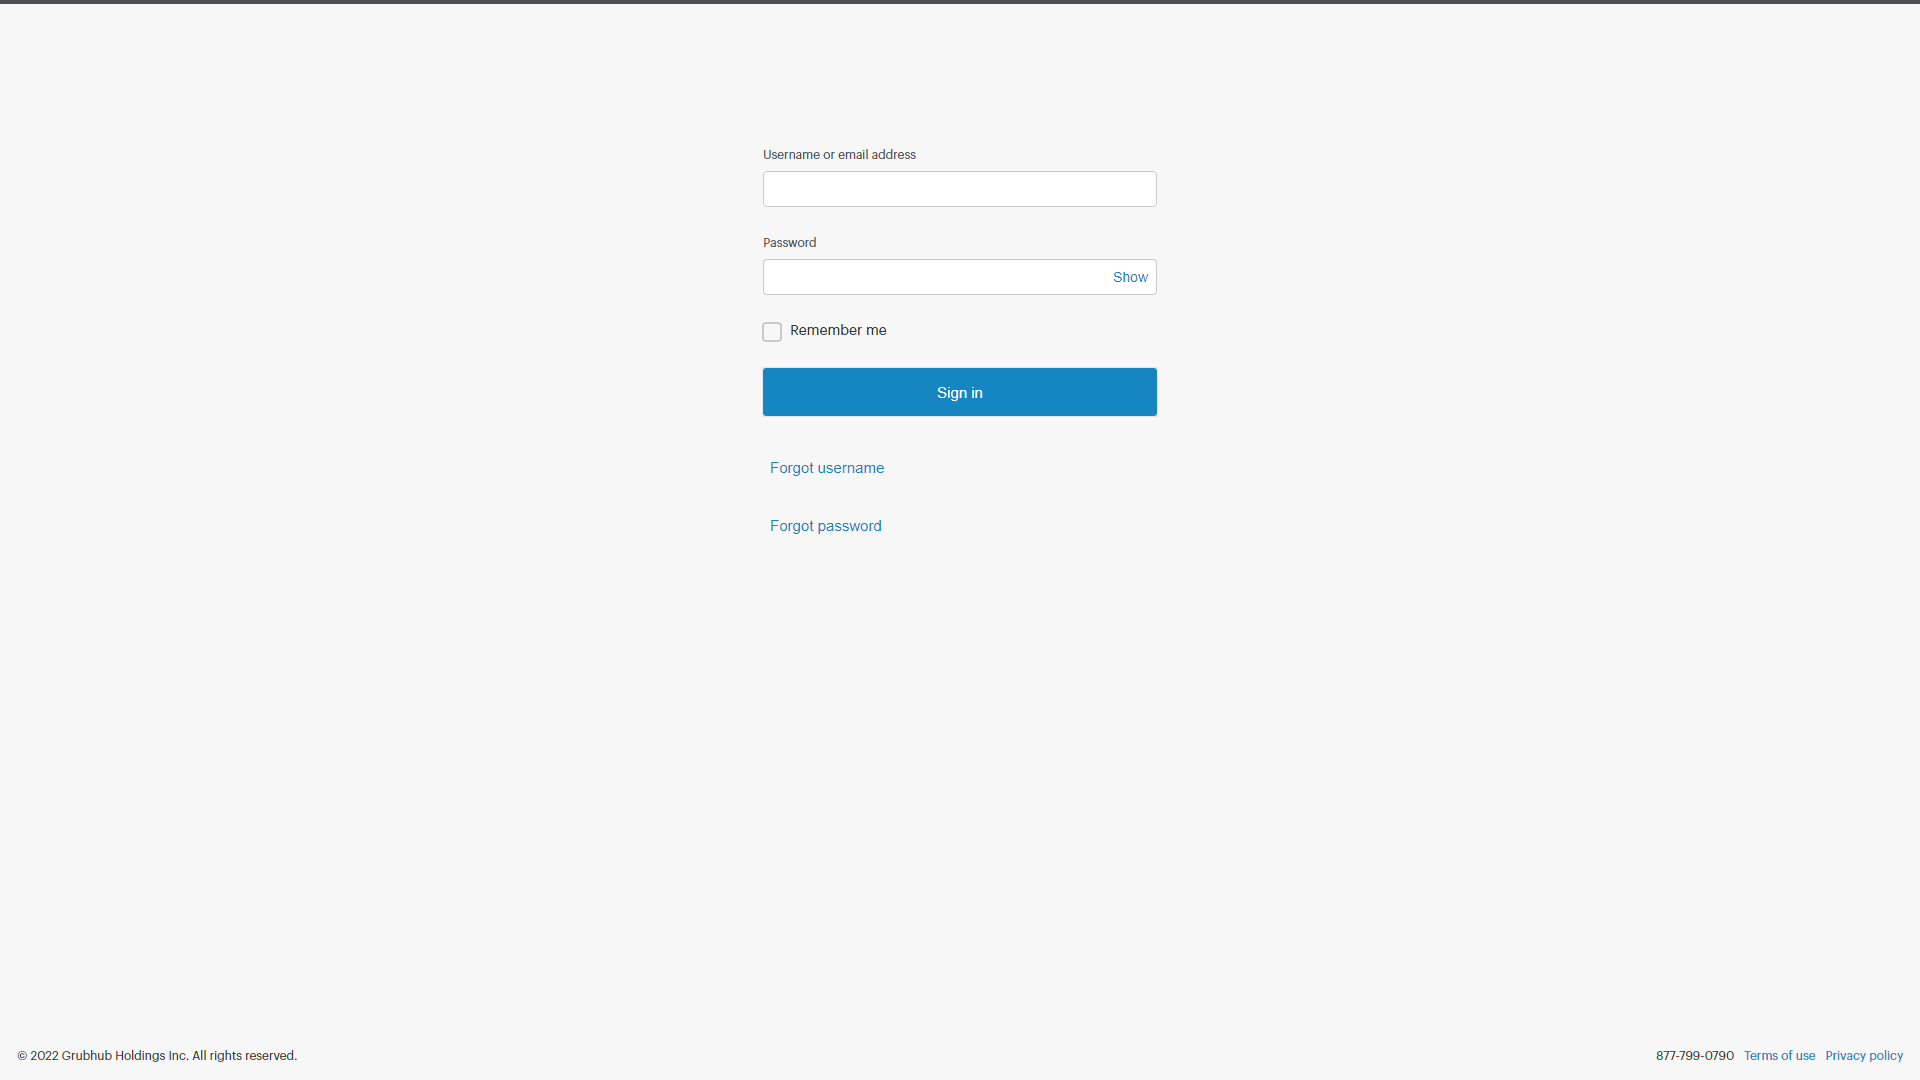 Username or email address
Password
Show
Remember me
Sign in
Forgot username
Forgot password
© 2022 Grubhub Holdings Inc. All rights reserved.
877-799-0790 Terms of use Privacy policy